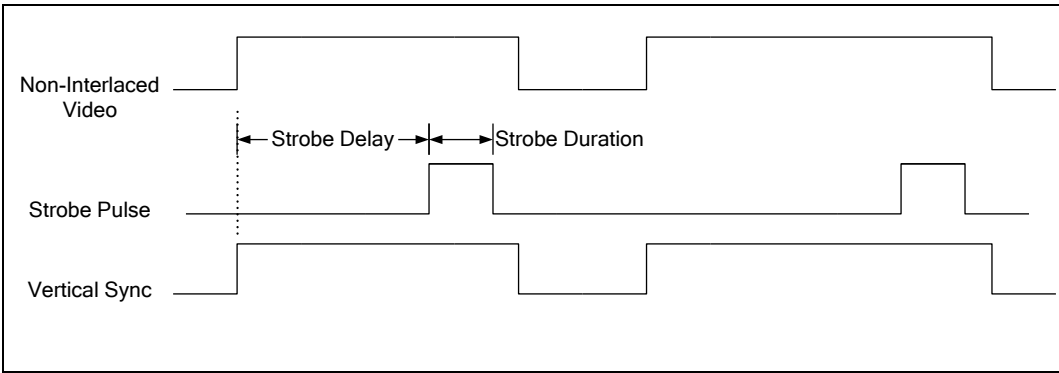 Non-Interlaced
Video
Strobe Delay
Strobe Duration
Strobe Pulse
Vertical Sync